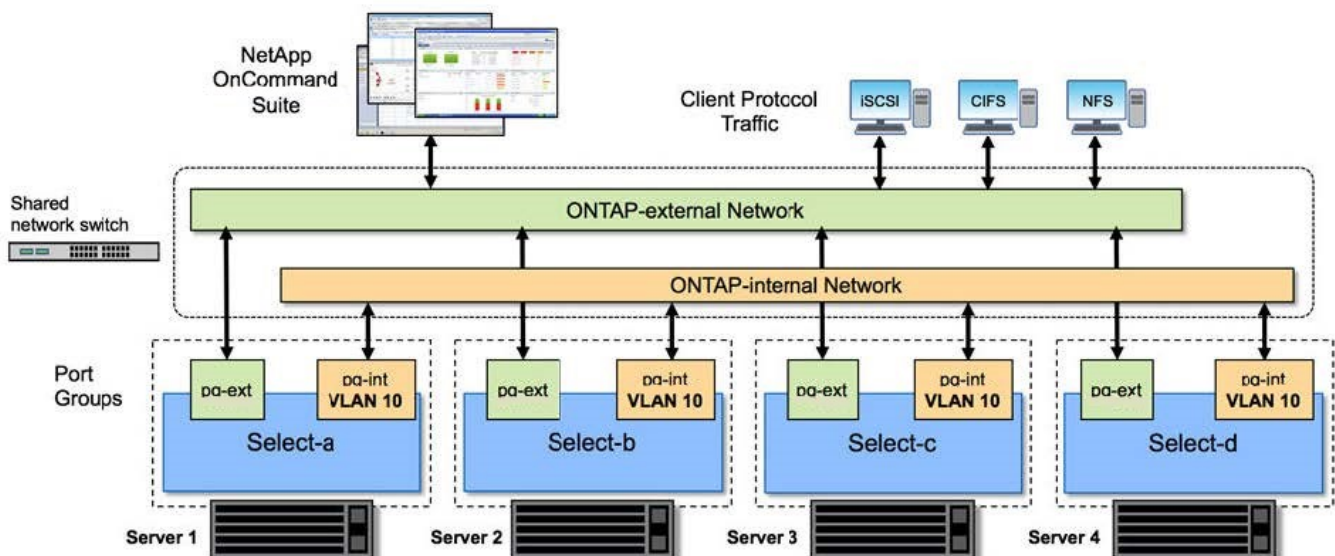 NetApp
OnCommand
Suite
Client Protocol
Traffic
iSCSI
CIFS
NFS
Shared
network switch
ONTAP-external Network
ONTAP-internal Network
Port
Groups
pg-ext
pg-int
VLAN 10
Select-a
pg-ext
pg-int
VLAN 10
Select-b
pg-ext
pg-int
VLAN 10
Select-c
pg-ext
pg-int
VLAN 10
Select-d
Server 1
Server 2
Server 3
Server 4